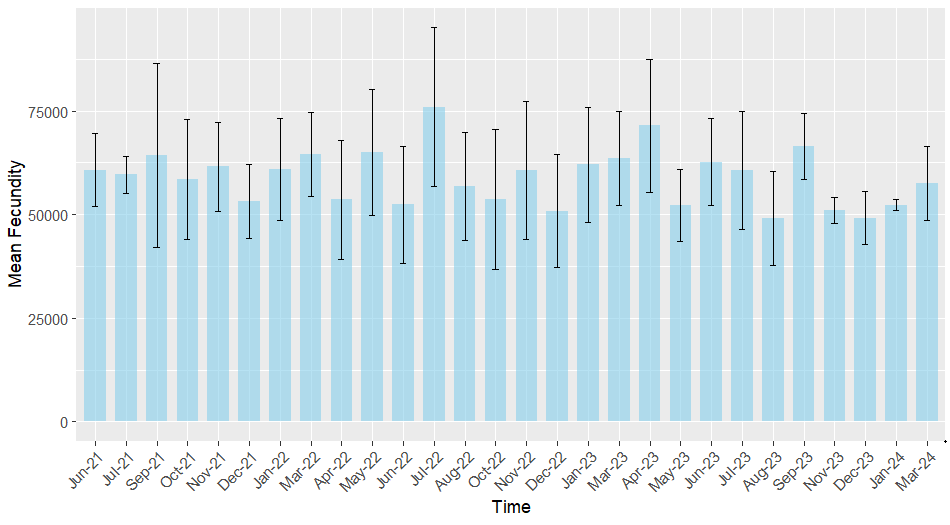 Mean Fecundity
75000
50000
25000
0
Jun-21
Jul-21
Sep-21
Oct-21
Nov-21
Dec-21
Jan-22
Mar-22
Apr-22
May-22
Jun-22
Jul-22
Aug-22
Oct-22
Nov-22
Dec-22
Jan-23
Mar-23
Apr-23
May-23
Jun-23
Jul-23
Aug-23
Sep-23
Nov-23
Dec-23
Jan-24
Mar-24
Time